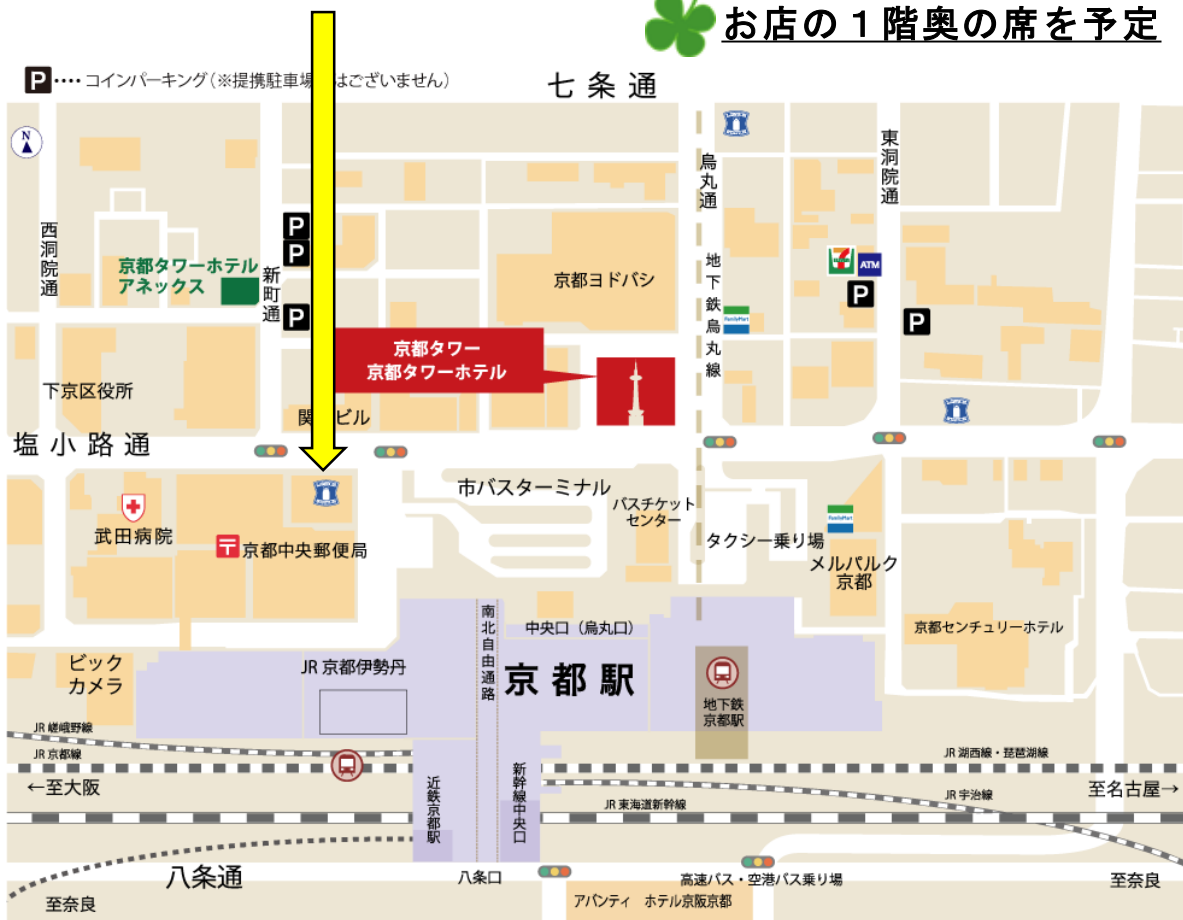 お店の１階奥の席を予定
P ････ コインパーキング（※提携駐車場 はございません）
七条通
N
烏丸通
東洞院通
西洞院通
京都タワーホテル
アネックス
新町通
P
P
P
京都ヨドバシ
地下鉄烏丸線
7
ATM
P
P
FamilyMart
京都タワー
京都タワーホテル
下京区役所
関 ビル
塩小路通
市バスターミナル
バスチケット
センター
武田病院
〒京都中央郵便局
タクシー乗り場
FamilyMart
メルパルク
京都
京都センチュリーホテル
南北自由通路
中央口（烏丸口）
JR 京都伊勢丹
京都駅
ビック
カメラ
地下鉄
京都駅
JR 嵯峨野線
JR 京都線
JR 湖西線・琵琶湖線
←至大阪
近鉄京都駅
新幹線中央口
JR 東海道新幹線
JR 宇治線
至名古屋→
八条通
八条口
高速バス・空港バス乗り場
至奈良
至奈良
アバンティ ホテル京阪京都